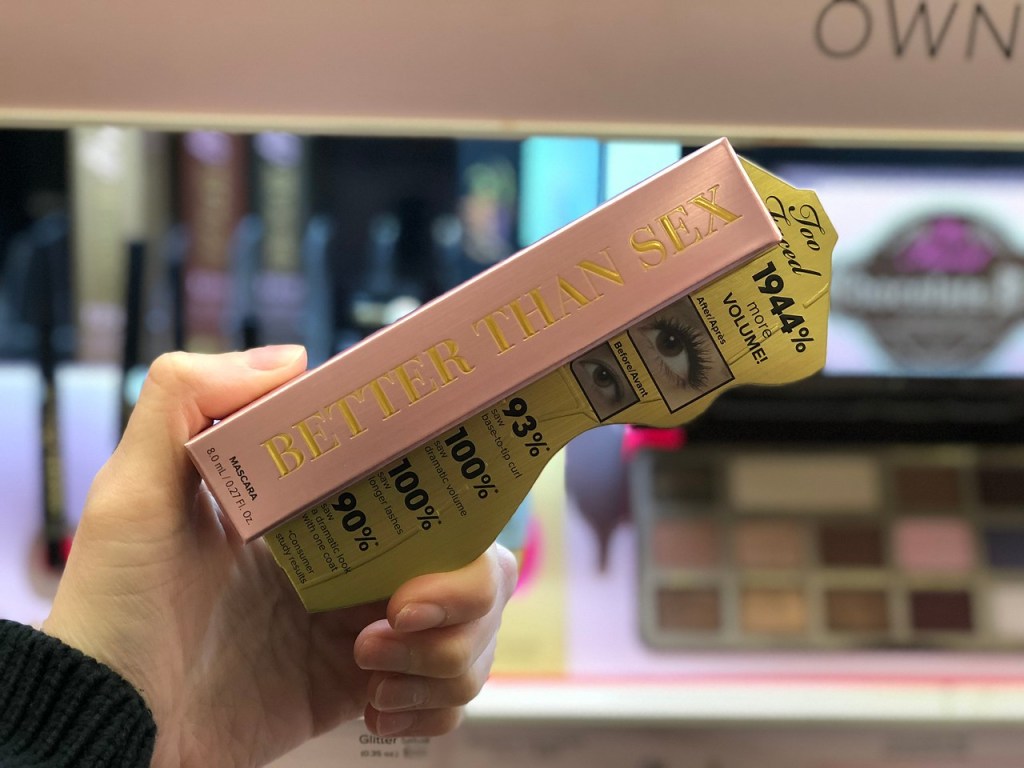 OWN
BETTER THAN SEX
MASCARA
8.0 mL / 0.27 Fl. Oz.
Too
1944%
more
VOLUME!
After/Après
Before/Avant
93%*
saw
base-to-tip curl
100%*
saw
dramatic volume
100%*
saw
longer lashes
90%*
saw
a dramatic look
with one coat
*Consumer
study results
Glitter